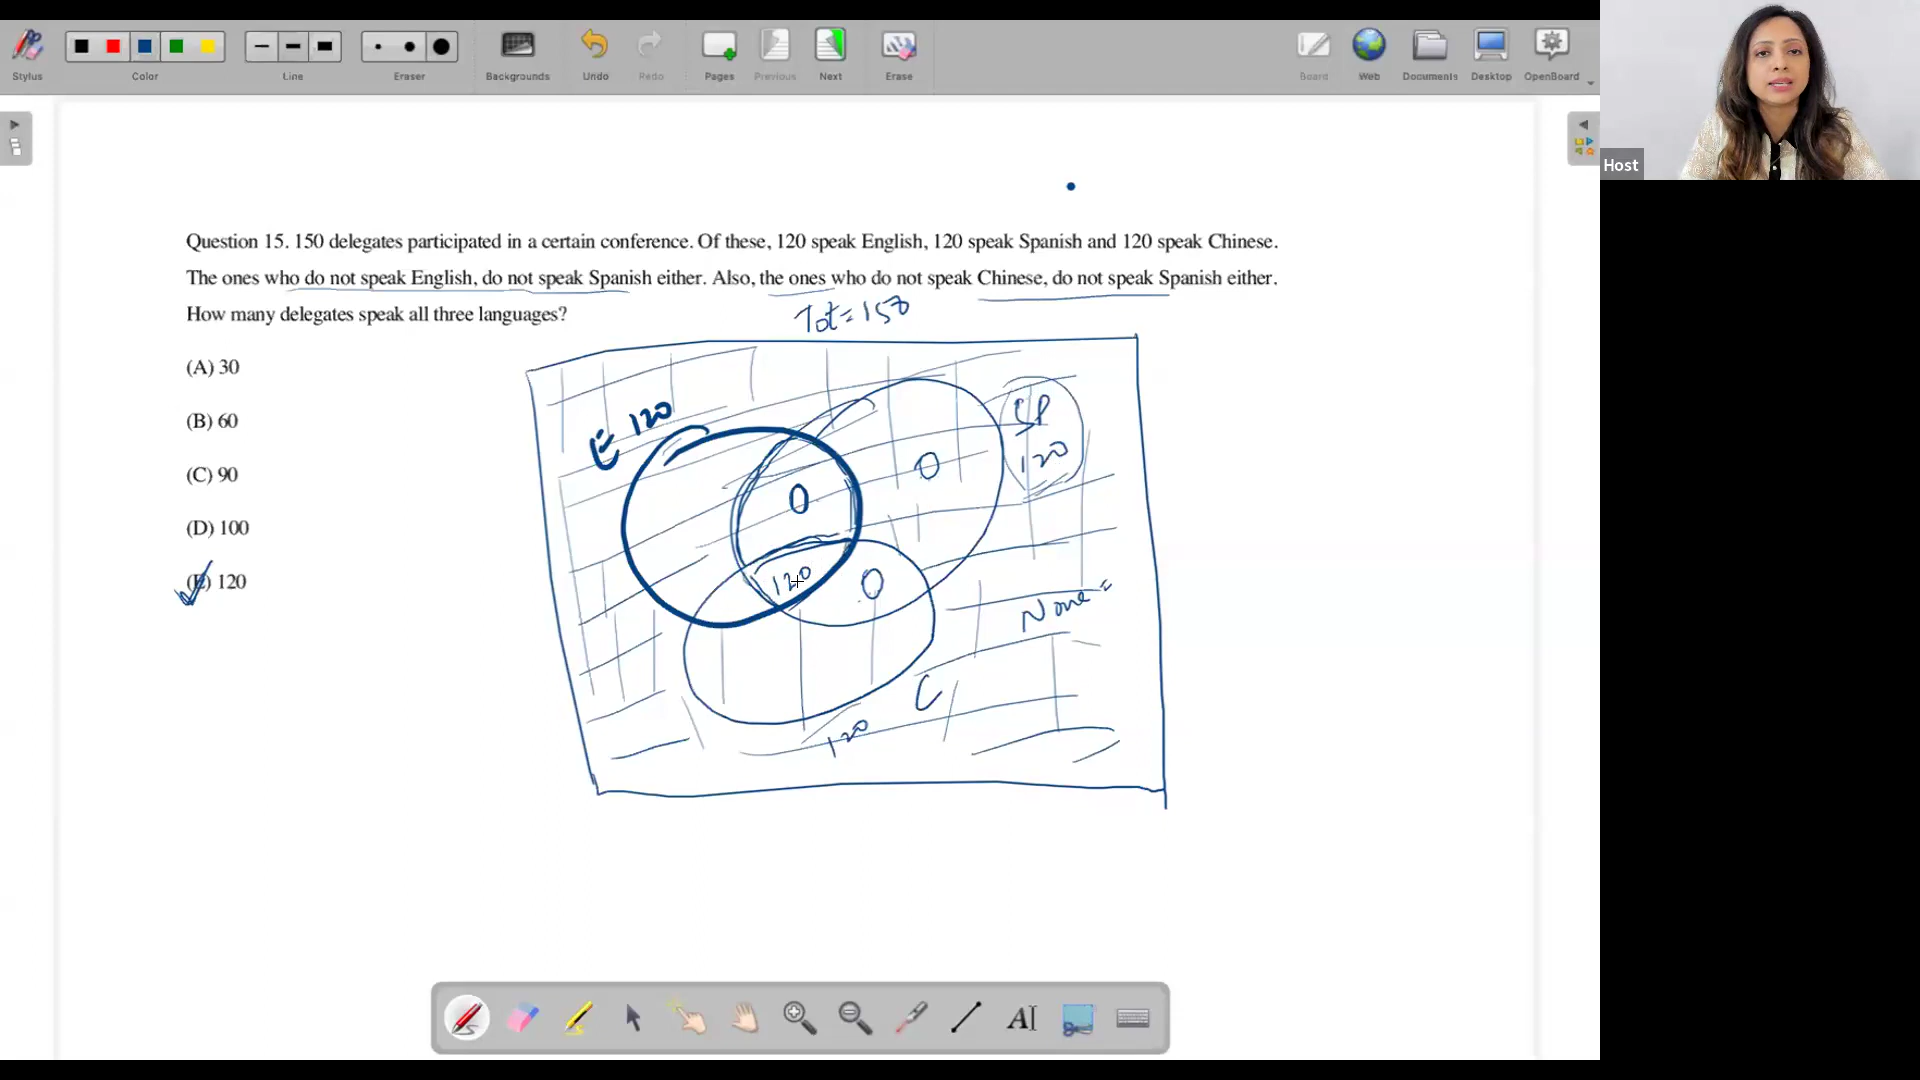 Stylus
Color
Line
Eraser
Backgrounds
Undo
Redo
Pages
Previous
Next
Erase
Board
Web
Documents
Desktop
OpenBoard
Host
Question 15. 150 delegates participated in a certain conference. Of these, 120 speak English, 120 speak Spanish and 120 speak Chinese.
The ones who do not speak English, do not speak Spanish either. Also, the ones who do not speak Chinese, do not speak Spanish either.
How many delegates speak all three languages?
Tot = 150
(A) 30
(B) 60
(C) 90
(D) 100
(E) 120
E 120
SP
120
0
0
120
0
None =
C
120
AI